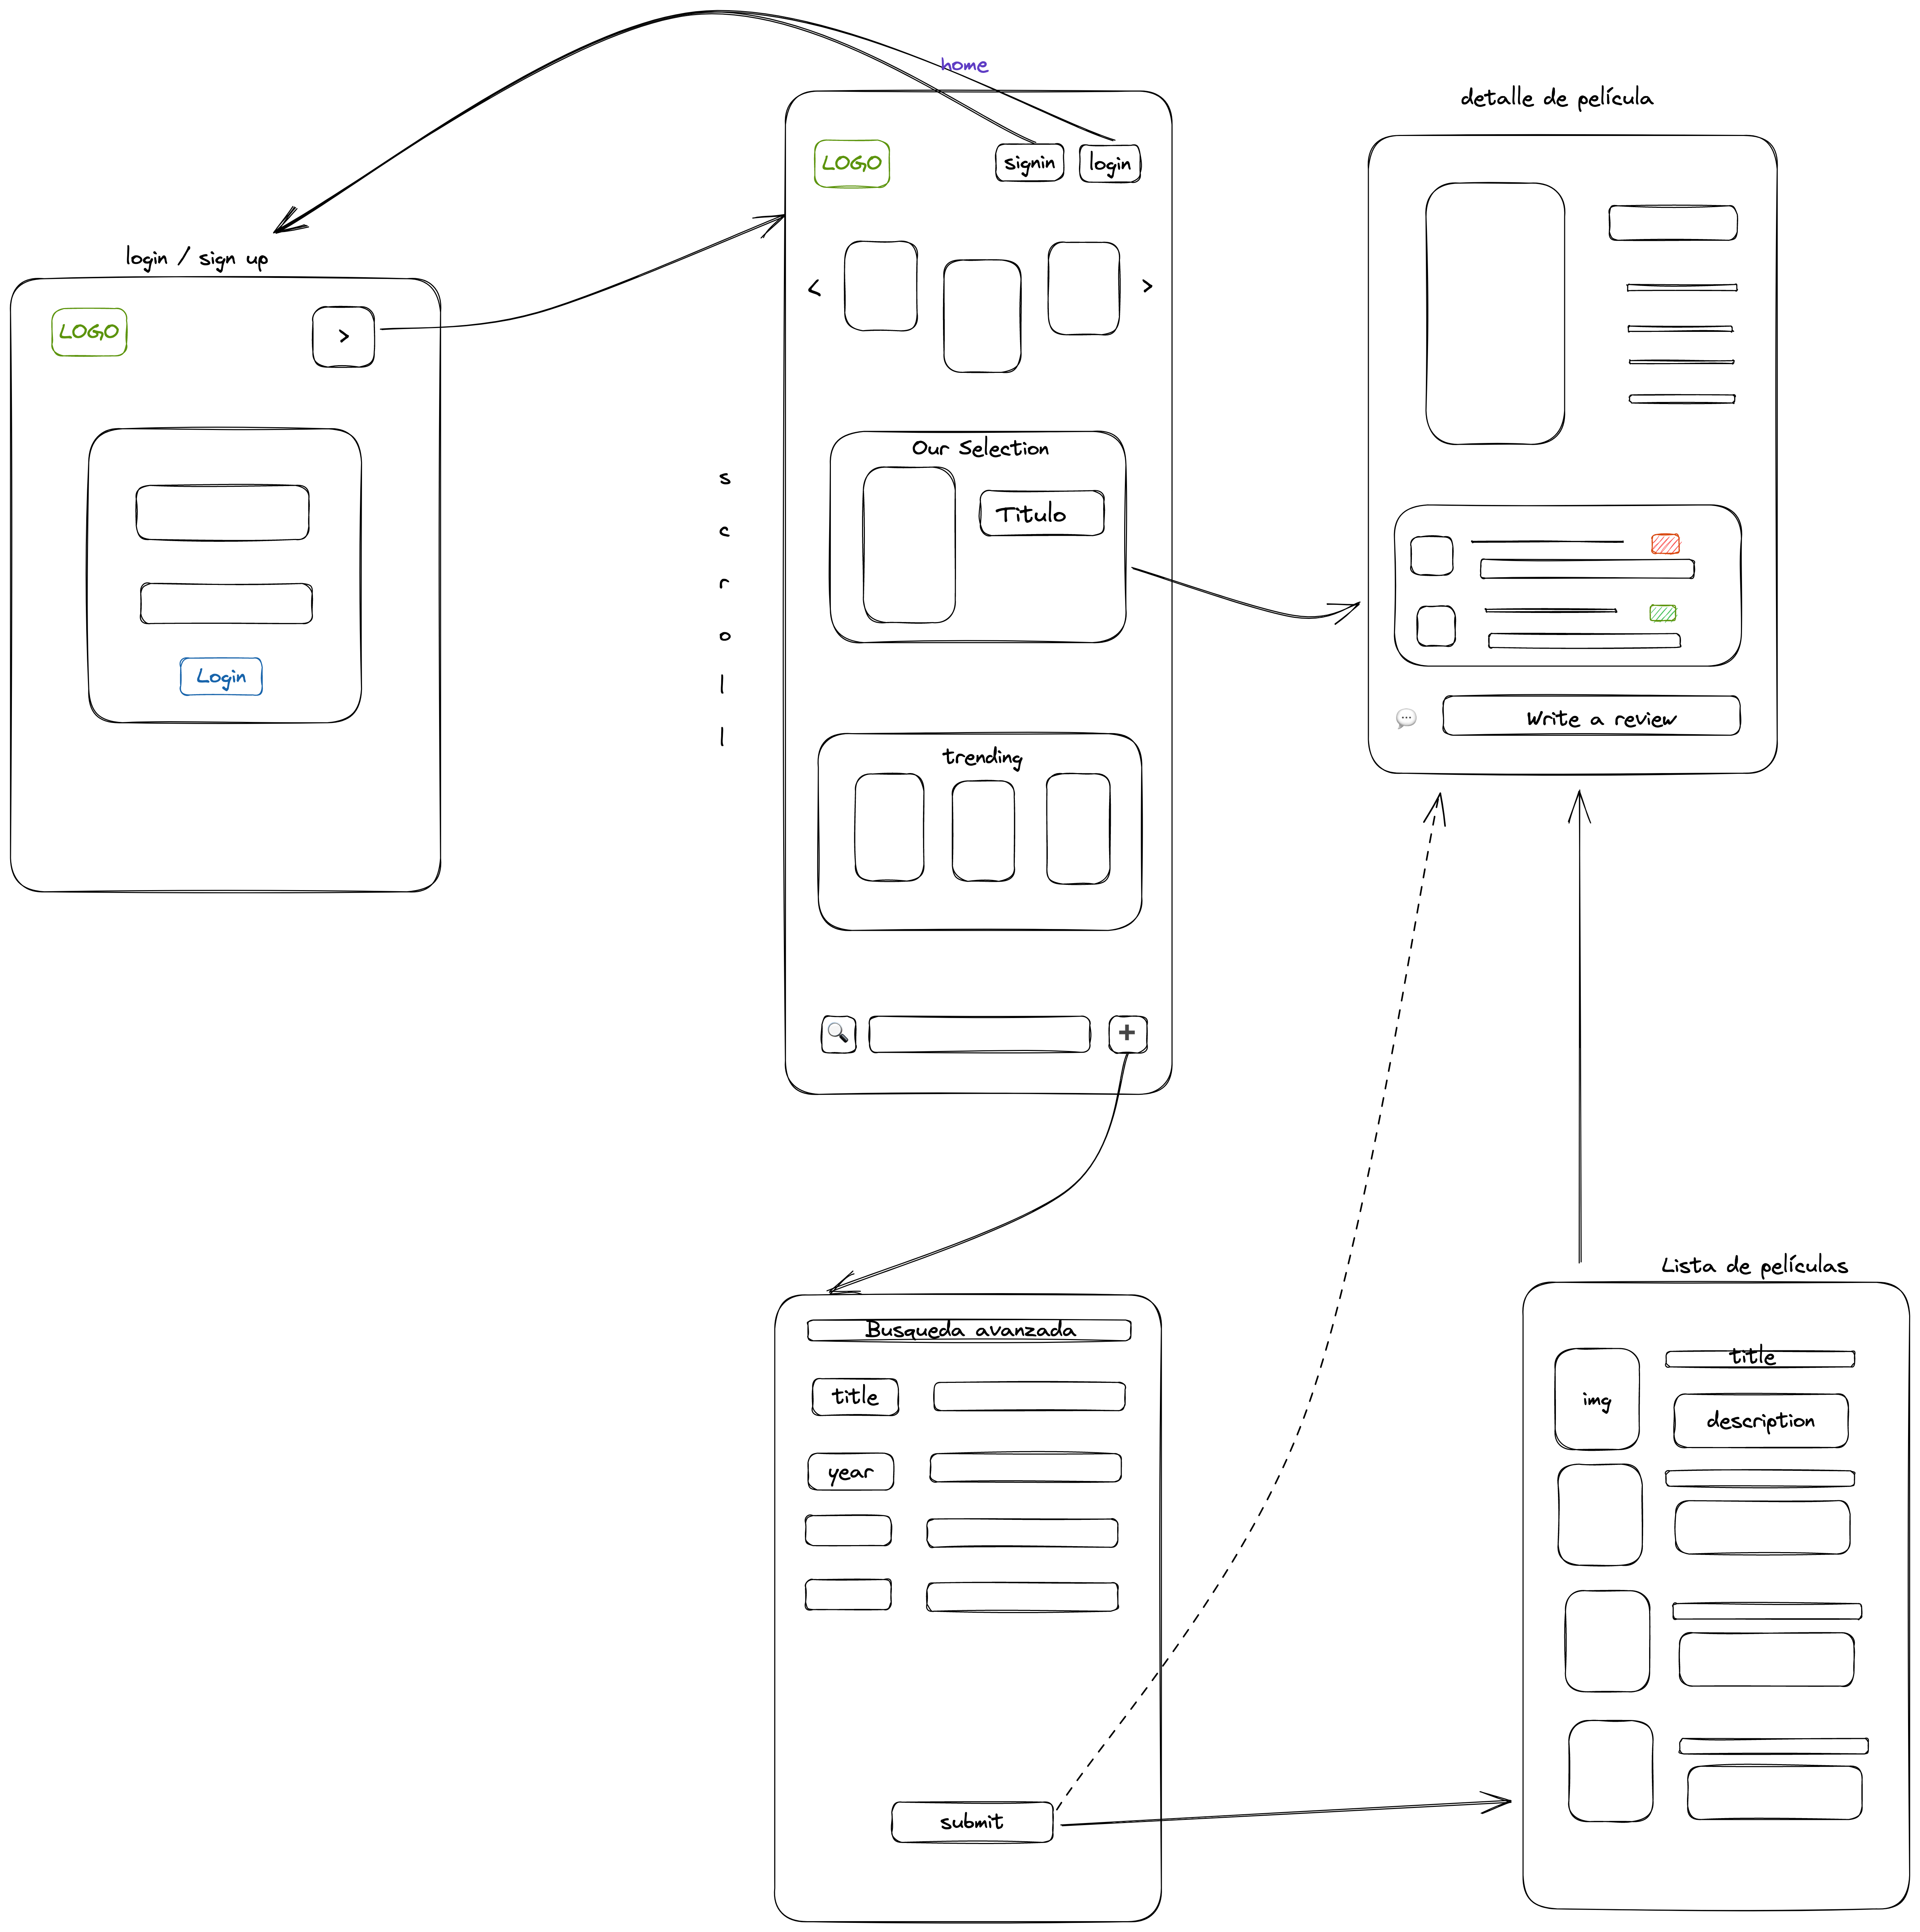 home
LOGO
signin
login
<
>
Our Selection
Titulo
trending
s
c
r
o
l
l
login / sign up
LOGO
>
Login
detalle de película
Write a review
Busqueda avanzada
title
year
submit
Lista de películas
img
title
description